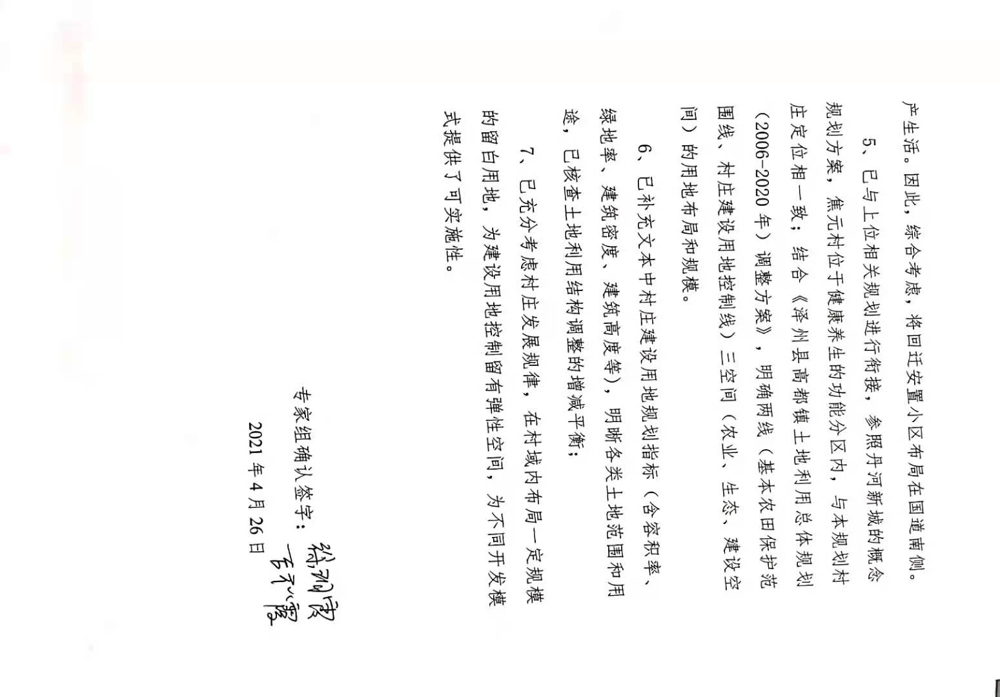 产生活。因此，综合考虑，将回迁安置小区布局在国道南侧。
5、已与上位相关规划进行衔接，参照丹河新城的概念
规划方案，焦元村位于健康养生的功能分区内，与本规划村
庄定位相一致；结合《泽州县高都镇土地利用总体规划
（2006-2020年）调整方案》，明确两线（基本农田保护范
围线、村庄建设用地控制线）三空间（农业、生态、建设空
间）的用地布局和规模。
6、已补充文本中村庄建设用地规划指标（含容积率、
绿地率、建筑密度、建筑高度等），明晰各类土地范围和用
途，已核查土地利用结构调整的增减平衡；
7、已充分考虑村庄发展规律，在村域内布局一定规模
的留白用地，为建设用地控制留有弹性空间，为不同开发模
式提供了可实施性。
专家组确认签字：
2021年4月26日